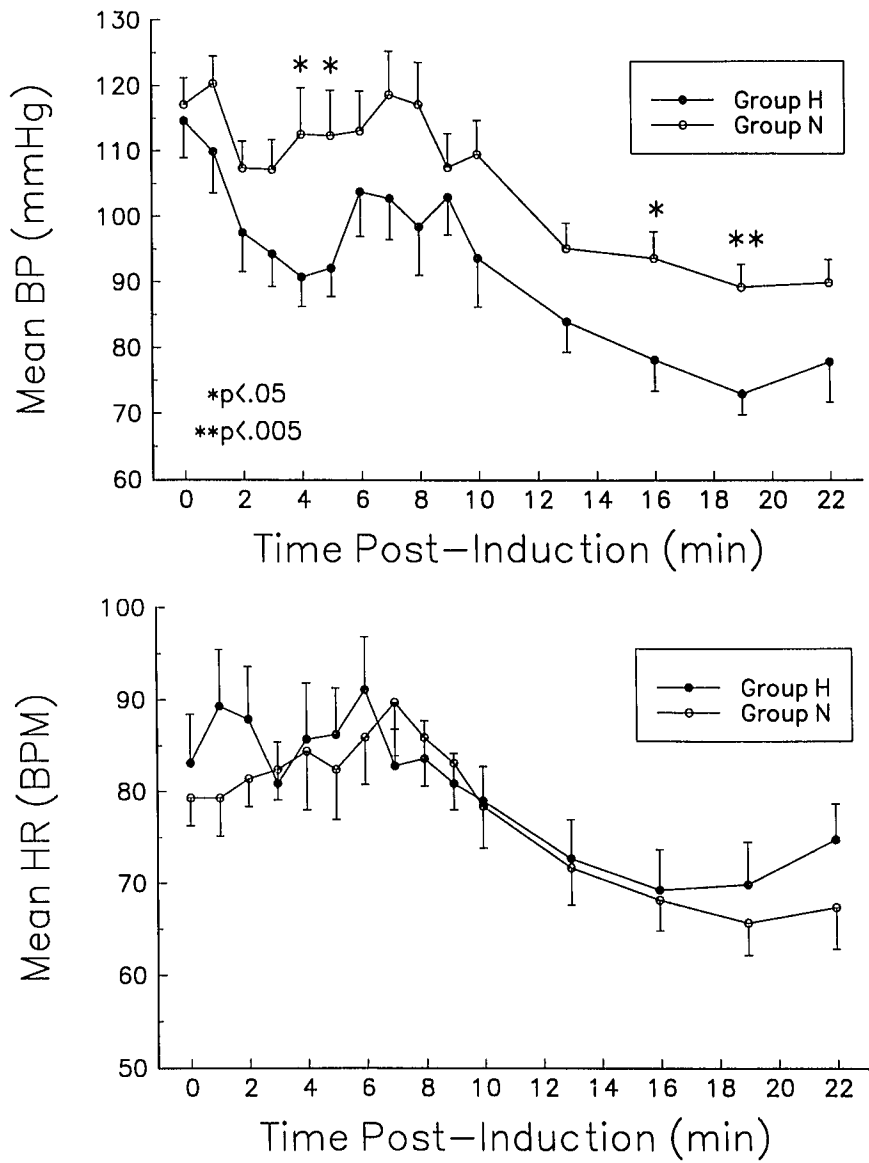 130
120
110
100
90
80
70
60
Mean BP (mmHg)
* *
*
**
Group H
Group N
*p<.05
**p<.005
0 2 4 6 8 10 12 14 16 18 20 22
Time Post-Induction (min)
100
90
80
70
60
50
Mean HR (BPM)
Group H
Group N
0 2 4 6 8 10 12 14 16 18 20 22
Time Post-Induction (min)